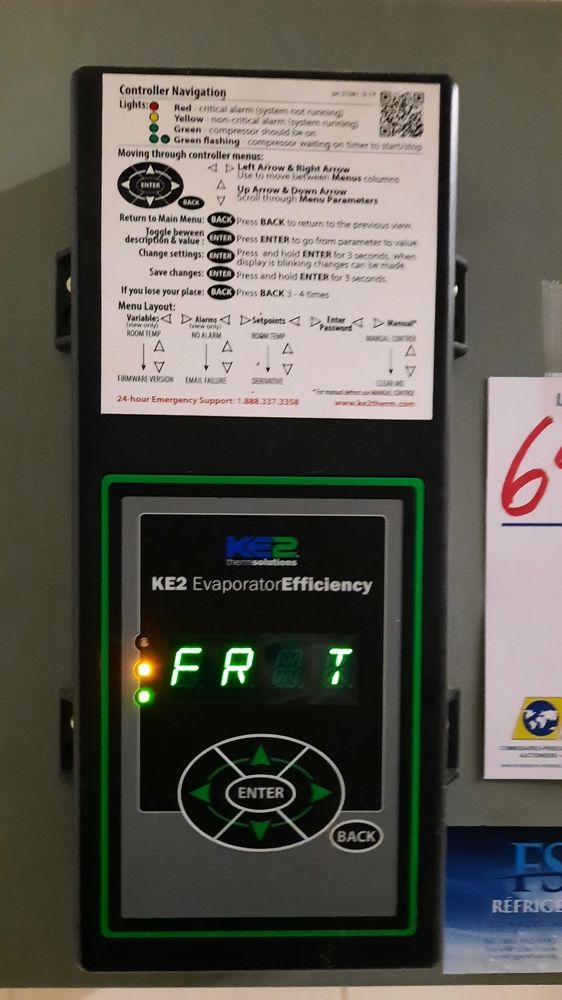 Controller Navigation
Lights: Red - critical alarm (system not running)
Yellow - non-critical alarm (system running)
Green - compressor should be on
Green flashing - compressor waiting on timer to start/stop
Moving through controller menus:
ENTER
BACK
Left Arrow & Right Arrow
Use to move between Menus columns
Up Arrow & Down Arrow
Scroll through Menu Parameters
Return to Main Menu: BACK Press BACK to return to the previous view.
Toggle beween
description & value: ENTER Press ENTER to go from parameter to value
Change settings: ENTER Press and hold ENTER for 3 seconds, when
display is blinking changes can be made.
Save changes: ENTER Press and hold ENTER for 3 seconds.
If you lose your place: BACK Press BACK 3 - 4 times
Menu Layout:
Variables Alarms Setpoints Enter Manual*
(view only) (view only) Password
ROOM TEMP NO ALARM ROOM TEMP MANUAL CONTROL
FIRMWARE VERSION EMAIL FAILURE DERIVATIVE CLEAR MD
* For manual defrost use MANUAL CONTROL
24-hour Emergency Support: 1.888.337.3358 www.ke2therm.com
KE2
thermsolutions
KE2 EvaporatorEfficiency
FR T
ENTER
BACK
L
6
AUCTIONEERS
FS
RÉFRIGE